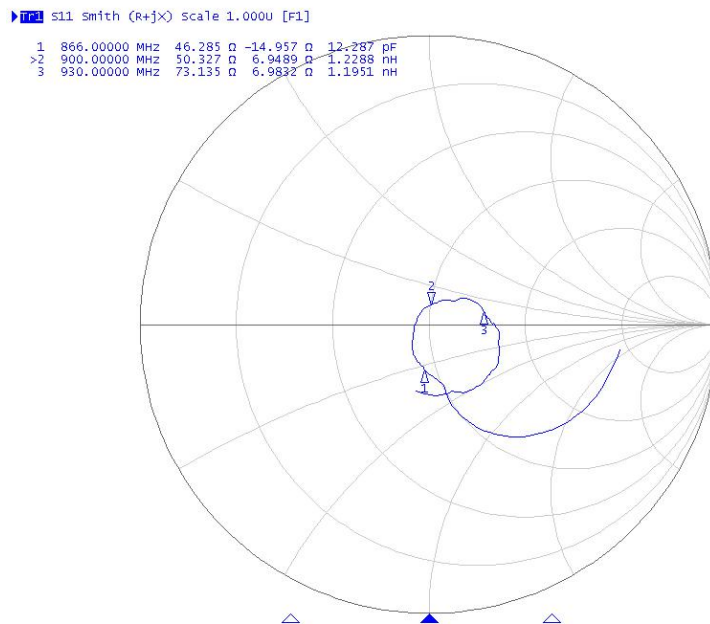 Tr1 S11 Smith (R+jX) Scale 1.000U [F1]
1 866.00000 MHz 46.285 Ω -14.957 Ω 12.287 pF
>2 900.00000 MHz 50.327 Ω 6.9489 Ω 1.2288 nH
3 930.00000 MHz 73.135 Ω 6.9832 Ω 1.1951 nH
2
3
1